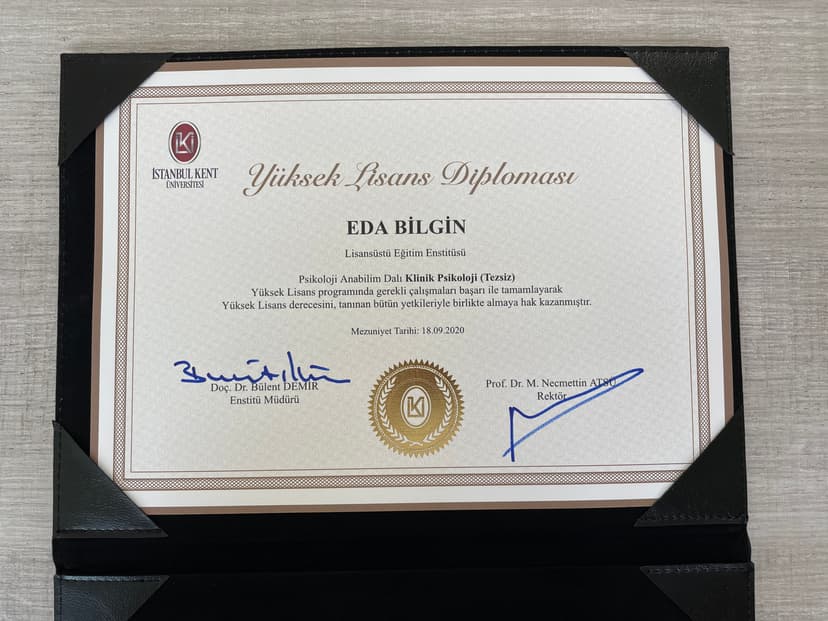 İSTANBUL KENT
ÜNİVERSİTESİ
Yüksek Lisans Diploması
EDA BİLGİN
Lisansüstü Eğitim Enstitüsü
Psikoloji Anabilim Dalı Klinik Psikoloji (Tezsiz)
Yüksek Lisans programında gerekli çalışmaları başarı ile tamamlayarak
Yüksek Lisans derecesini, tanınan bütün yetkileriyle birlikte almaya hak kazanmıştır.
Mezuniyet Tarihi: 18.09.2020
Doç. Dr. Bülent DEMİR
Enstitü Müdürü
Prof. Dr. M. Necmettin ATSÜ
Rektör